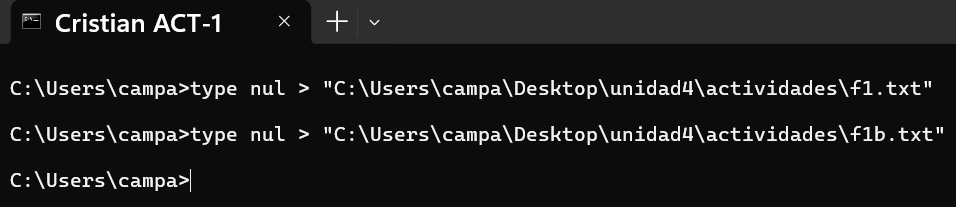 Cristian ACT-1
C:\Users\campa>type nul > "C:\Users\campa\Desktop\unidad4\actividades\f1.txt"
C:\Users\campa>type nul > "C:\Users\campa\Desktop\unidad4\actividades\f1b.txt"
C:\Users\campa>